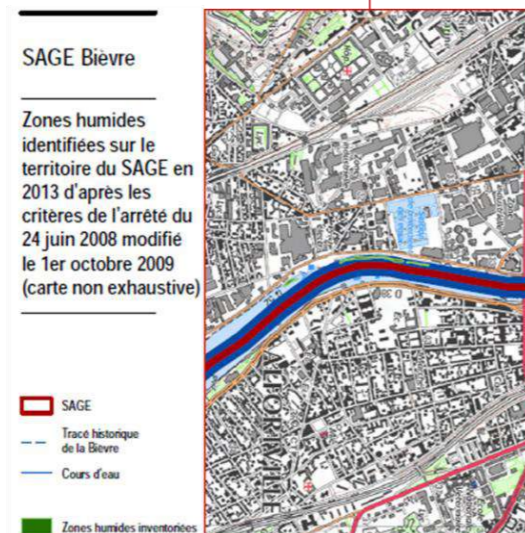 SAGE Bièvre
Zones humides
identifiées sur le
territoire du SAGE en
2013 d'après les
critères de l'arrêté du
24 juin 2008 modifié
le 1er octobre 2009
(carte non exhaustive)
SAGE
Tracé historique
de la Bièvre
Cours d'eau
Zones humides inventoriées